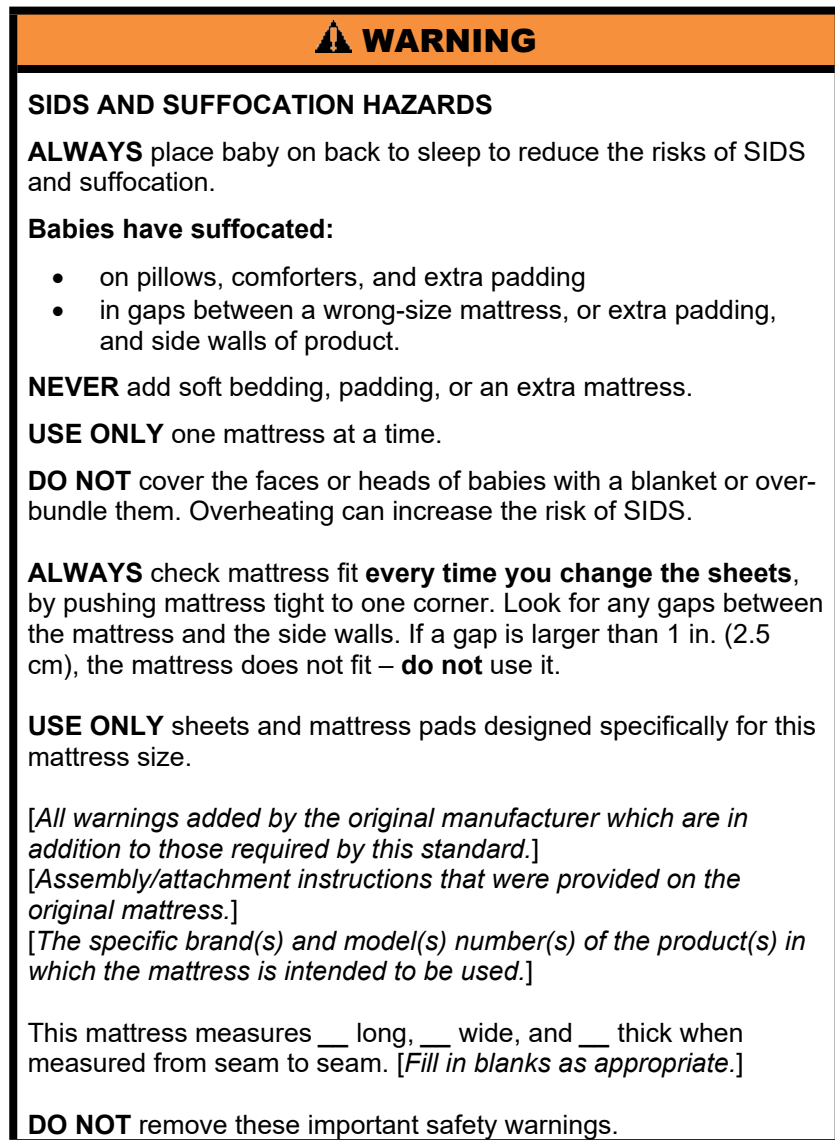 ⚠ WARNING
SIDS AND SUFFOCATION HAZARDS
ALWAYS place baby on back to sleep to reduce the risks of SIDS
and suffocation.
Babies have suffocated:
• on pillows, comforters, and extra padding
• in gaps between a wrong-size mattress, or extra padding,
and side walls of product.
NEVER add soft bedding, padding, or an extra mattress.
USE ONLY one mattress at a time.
DO NOT cover the faces or heads of babies with a blanket or over-
bundle them. Overheating can increase the risk of SIDS.
ALWAYS check mattress fit every time you change the sheets,
by pushing mattress tight to one corner. Look for any gaps between
the mattress and the side walls. If a gap is larger than 1 in. (2.5
cm), the mattress does not fit – do not use it.
USE ONLY sheets and mattress pads designed specifically for this
mattress size.
[All warnings added by the original manufacturer which are in
addition to those required by this standard.]
[Assembly/attachment instructions that were provided on the
original mattress.]
[The specific brand(s) and model(s) number(s) of the product(s) in
which the mattress is intended to be used.]
This mattress measures __ long, __ wide, and __ thick when
measured from seam to seam. [Fill in blanks as appropriate.]
DO NOT remove these important safety warnings.